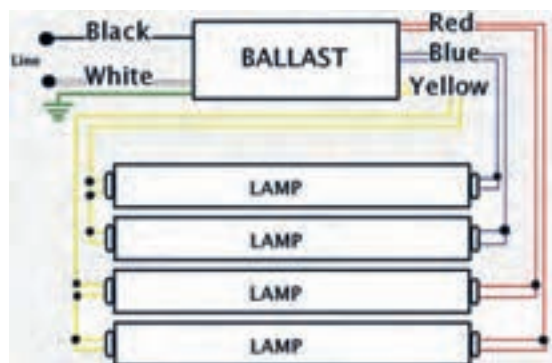 Black
Red
Line
BALLAST
Blue
White
Yellow
LAMP
LAMP
LAMP
LAMP